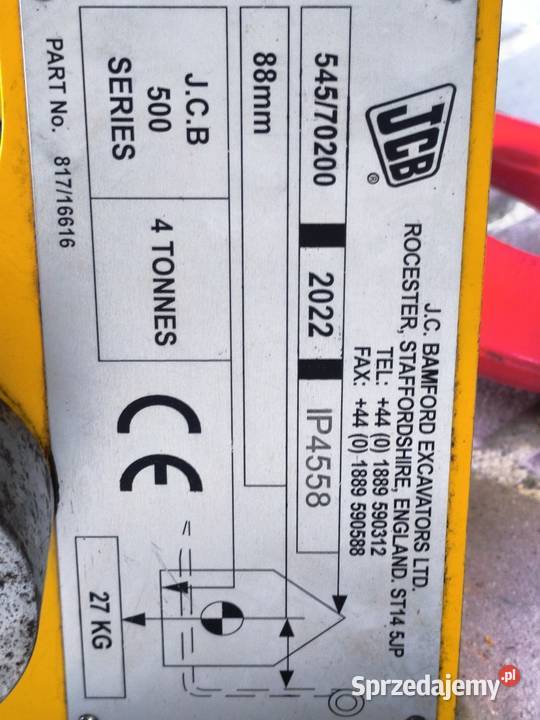 JCB
®
J.C. BAMFORD EXCAVATORS LTD.
ROCESTER, STAFFORDSHIRE, ENGLAND. ST14 5JP
TEL: +44 (0) 1889 590312
FAX: +44 (0) 1889 590588
545/70200 2022 IP4558
88mm
J.C.B
500
SERIES
4 TONNES
CE
27 KG
PART No. 817/16616
Sprzedajemy.pl